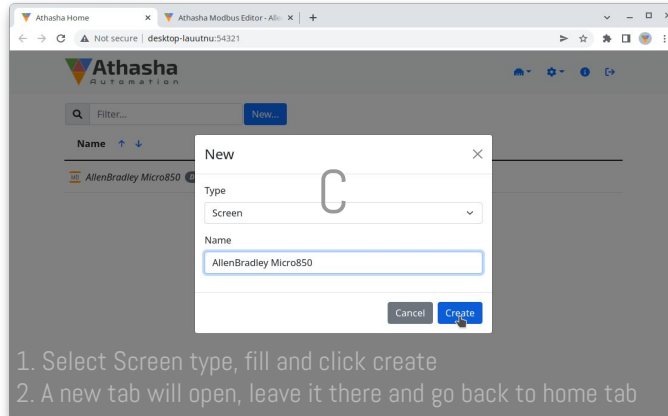 Athasha Home
Athasha Modbus Editor - Alle
Not secure | desktop-lauutnu:54321
Athasha
Automation
Filter...
New...
Name
MD AllenBradley Micro850
New
C
Type
Screen
Name
AllenBradley Micro850
Cancel
Create
1. Select Screen type, fill and click create
2. A new tab will open, leave it there and go back to home tab